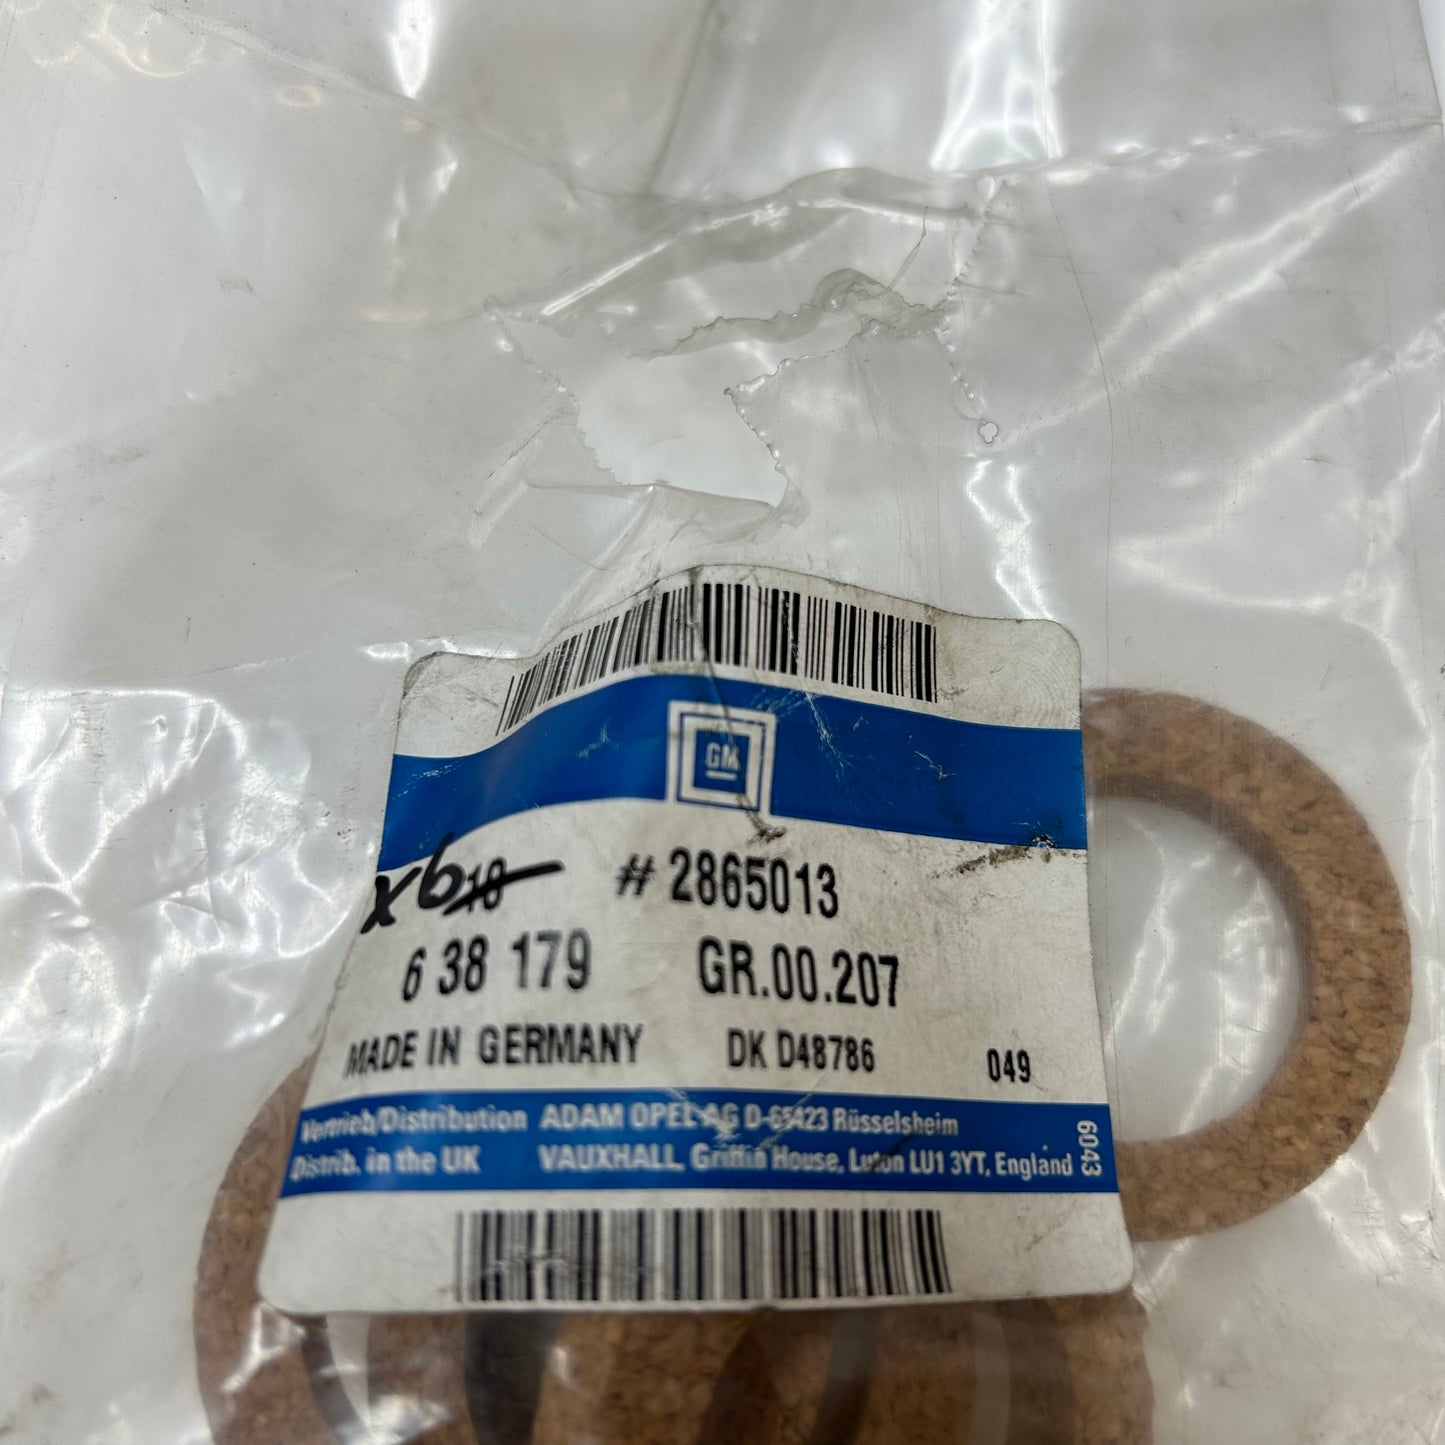 GM
x6 10 # 2865013
6 38 179 GR.00.207
MADE IN GERMANY DK D48786 049
Vertrieb/Distribution ADAM OPEL AG D-65423 Rüsselsheim
Distrib. in the UK VAUXHALL, Griffin House, Luton LU1 3YT, England
6043